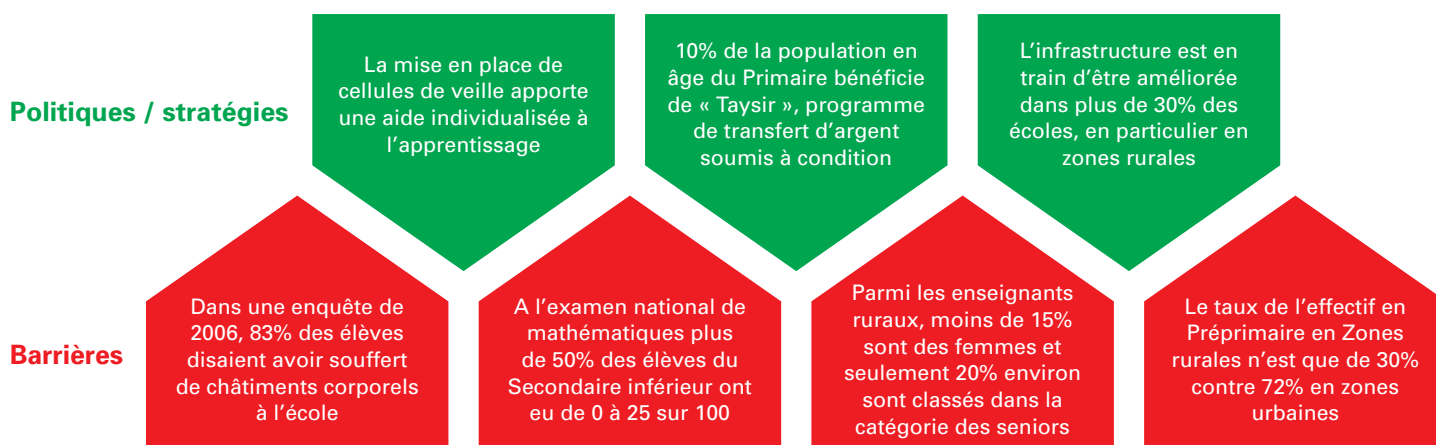 Politiques / stratégies
La mise en place de
cellules de veille apporte
une aide individualisée à
l'apprentissage
10% de la population en
âge du Primaire bénéficie
de « Taysir », programme
de transfert d'argent
soumis à condition
L'infrastructure est en
train d'être améliorée
dans plus de 30% des
écoles, en particulier en
zones rurales
Barrières
Dans une enquête de
2006, 83% des élèves
disaient avoir souffert
de châtiments corporels
à l'école
A l'examen national de
mathématiques plus
de 50% des élèves du
Secondaire inférieur ont
eu de 0 à 25 sur 100
Parmi les enseignants
ruraux, moins de 15%
sont des femmes et
seulement 20% environ
sont classés dans la
catégorie des seniors
Le taux de l'effectif en
Préprimaire en Zones
rurales n'est que de 30%
contre 72% en zones
urbaines